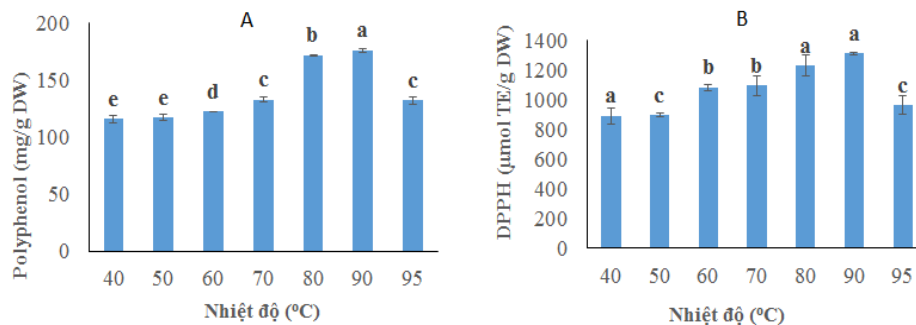 A
Polyphenol (mg/g DW)
200
150
100
50
0
e e d c b a c
40 50 60 70 80 90 95
Nhiệt độ (⁰C)
B
DPPH (µmol TE/g DW)
1400
1200
1000
800
600
400
200
0
a c b b a a c
40 50 60 70 80 90 95
Nhiệt độ (⁰C)